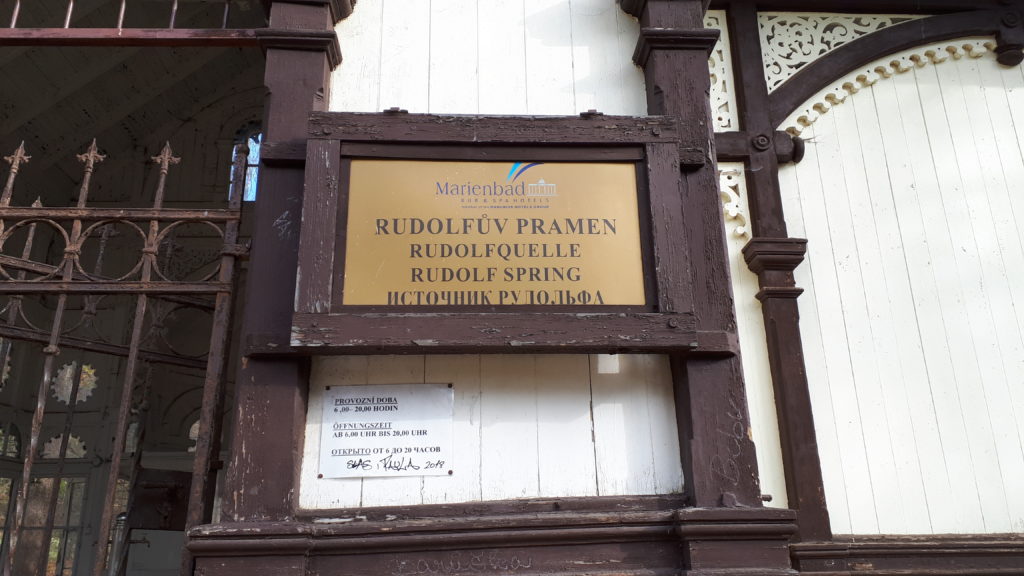 Marienbad
KUR & SPA HOTELS
RUDOLFŮV PRAMEN
RUDOLFQUELLE
RUDOLF SPRING
ИСТОЧНИК РУДОЛЬФА
PROVOZNÍ DOBA
6 ,00– 20,00 HODIN
ÖFFNUNGSZEIT
AB 6,00 UHR BIS 20,00 UHR
ОТКРЫТО ОТ 6 ДО 20 ЧАСОВ
2018